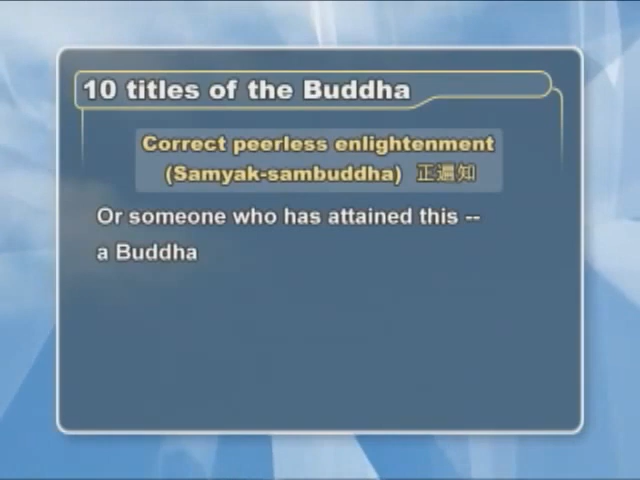 10 titles of the Buddha
Correct peerless enlightenment
(Samyak-sambuddha) 正遍知
Or someone who has attained this --
a Buddha